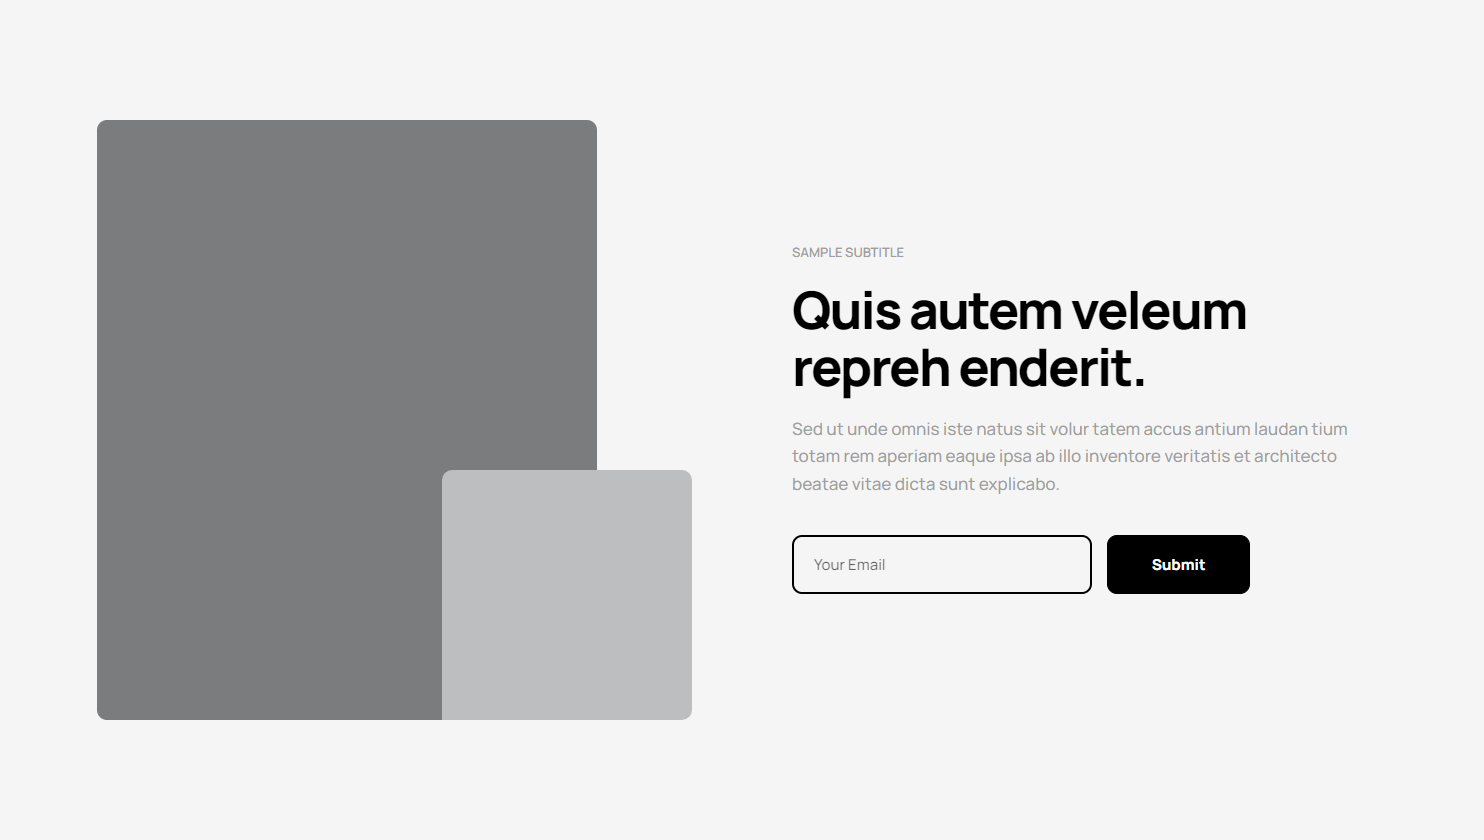 SAMPLE SUBTITLE
Quis autem veleum
repreh enderit.
Sed ut unde omnis iste natus sit volur tatem accus antium laudan tium
totam rem aperiam eaque ipsa ab illo inventore veritatis et architecto
beatae vitae dicta sunt explicabo.
Your Email
Submit